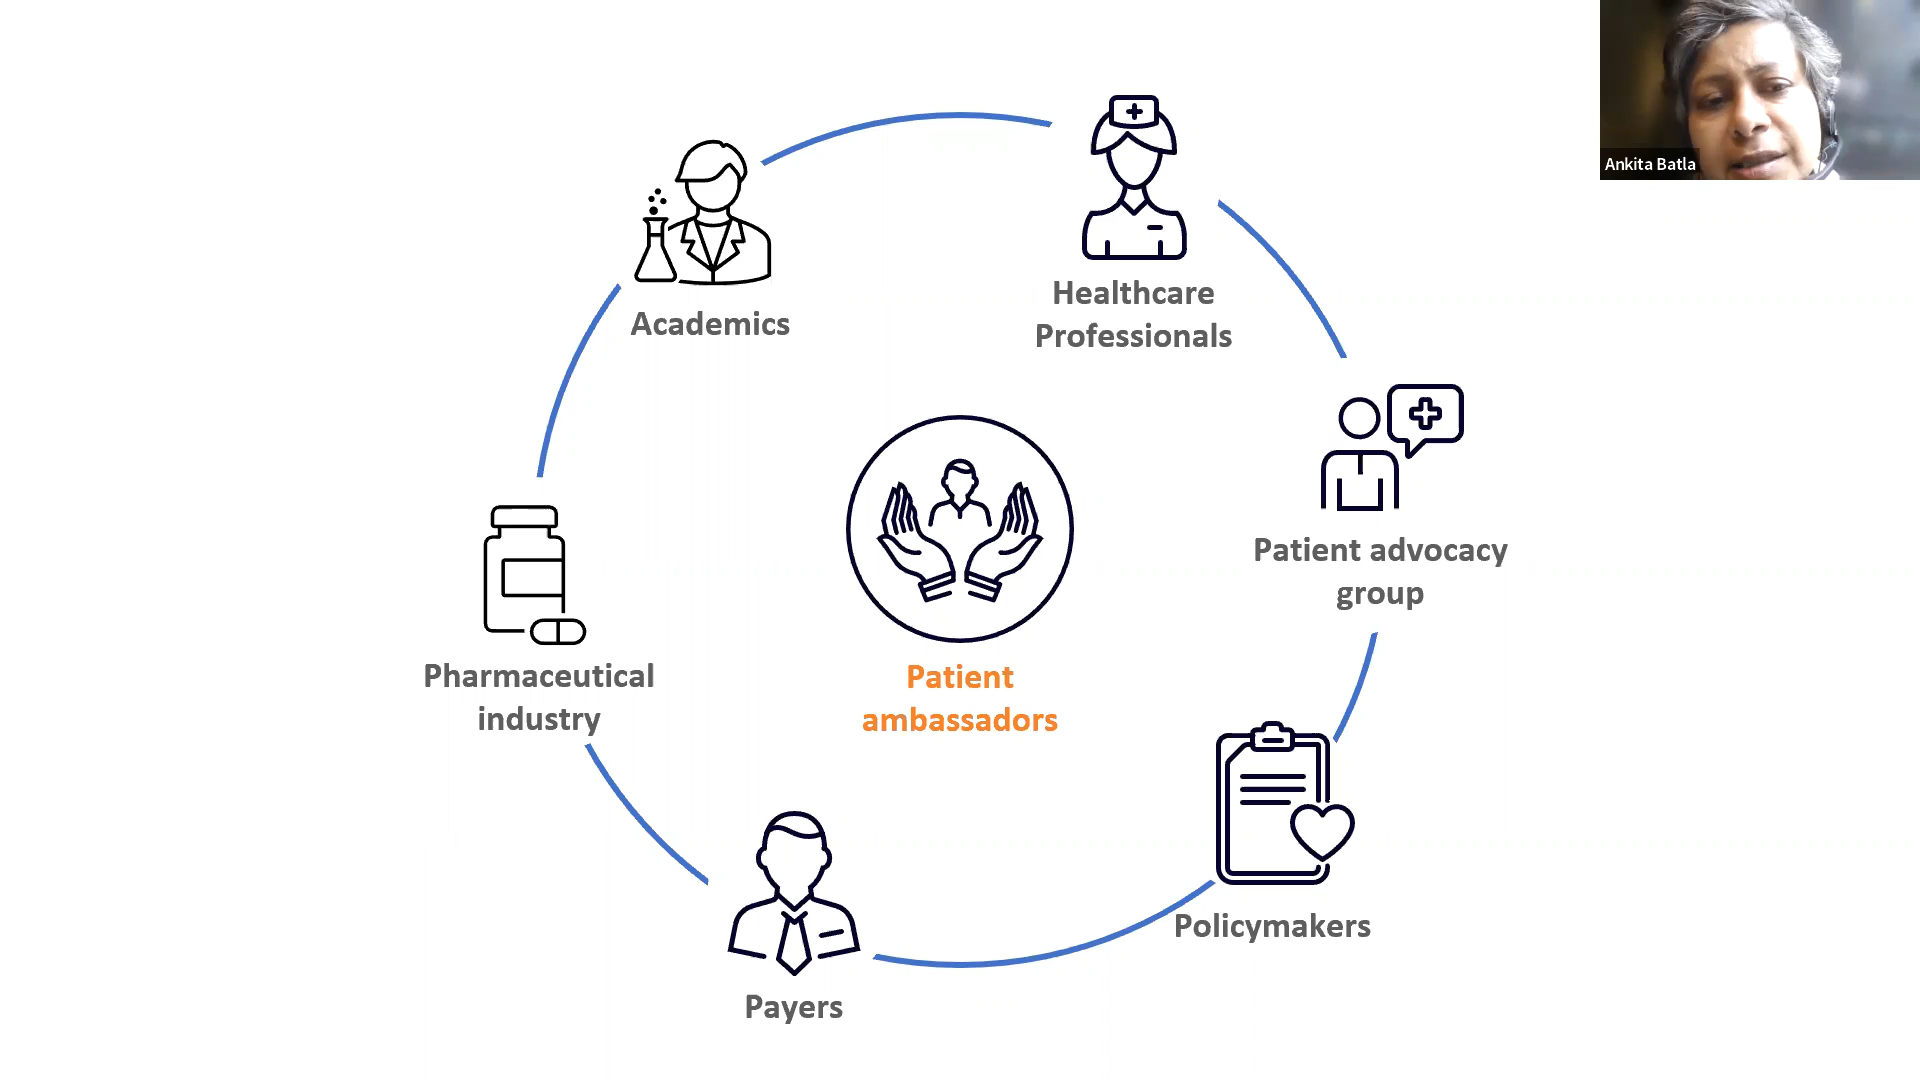 Ankita Batla
Academics
Healthcare
Professionals
Patient advocacy
group
Pharmaceutical
industry
Patient
ambassadors
Policymakers
Payers